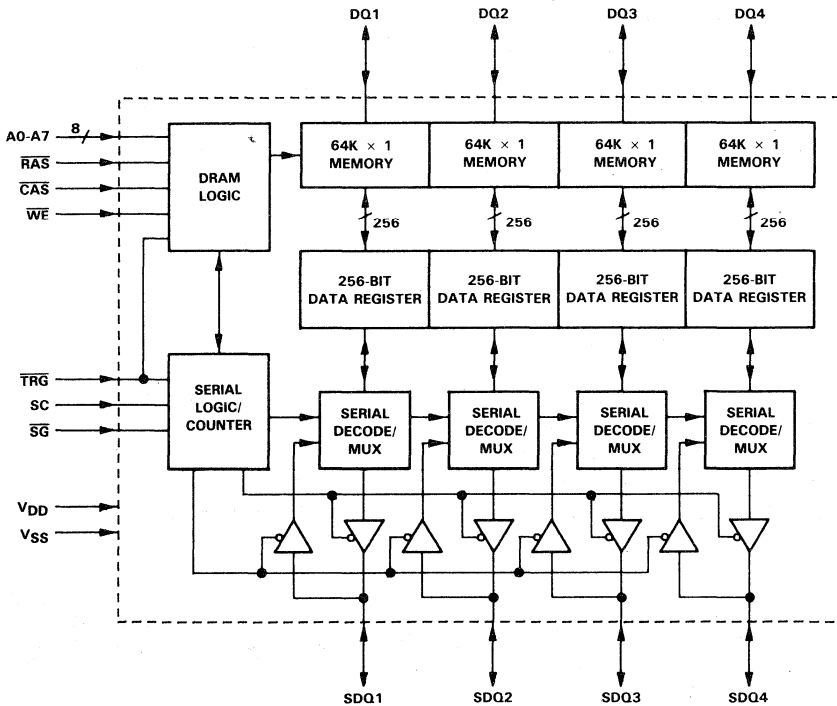 DQ1 DQ2 DQ3 DQ4
A0-A7 8
RAS
CAS
WE
DRAM
LOGIC
64K × 1
MEMORY
64K × 1
MEMORY
64K × 1
MEMORY
64K × 1
MEMORY
256 256 256 256
256-BIT
DATA REGISTER
256-BIT
DATA REGISTER
256-BIT
DATA REGISTER
256-BIT
DATA REGISTER
TRG
SC
SG
SERIAL
LOGIC/
COUNTER
SERIAL
DECODE/
MUX
SERIAL
DECODE/
MUX
SERIAL
DECODE/
MUX
SERIAL
DECODE/
MUX
VDD
VSS
SDQ1 SDQ2 SDQ3 SDQ4